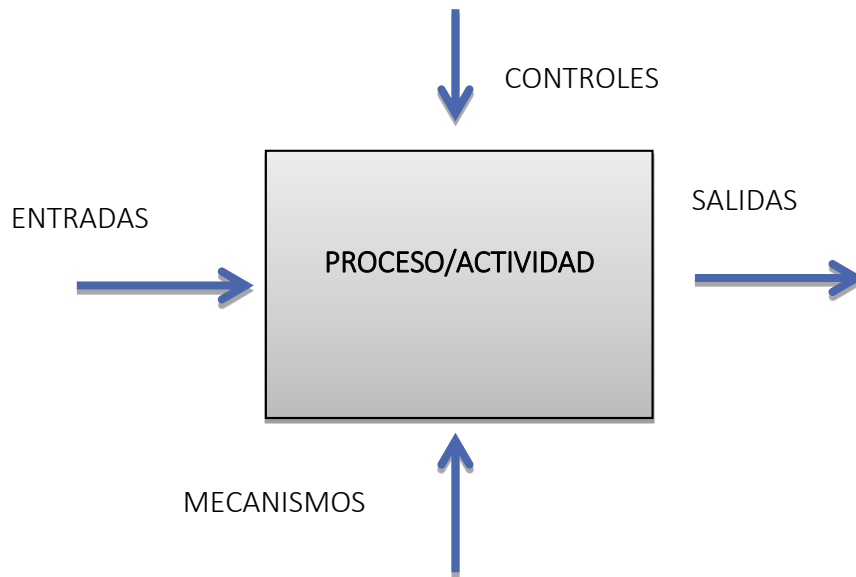 CONTROLES
SALIDAS
ENTRADAS
PROCESO/ACTIVIDAD
MECANISMOS